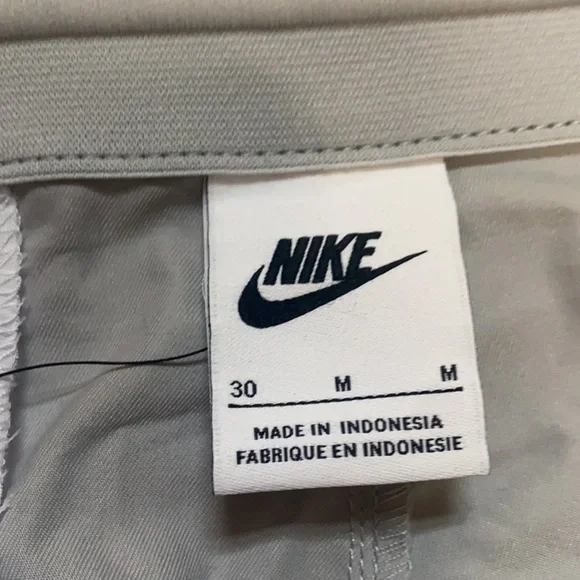 NIKE
30 M M
MADE IN INDONESIA
FABRIQUE EN INDONESIE